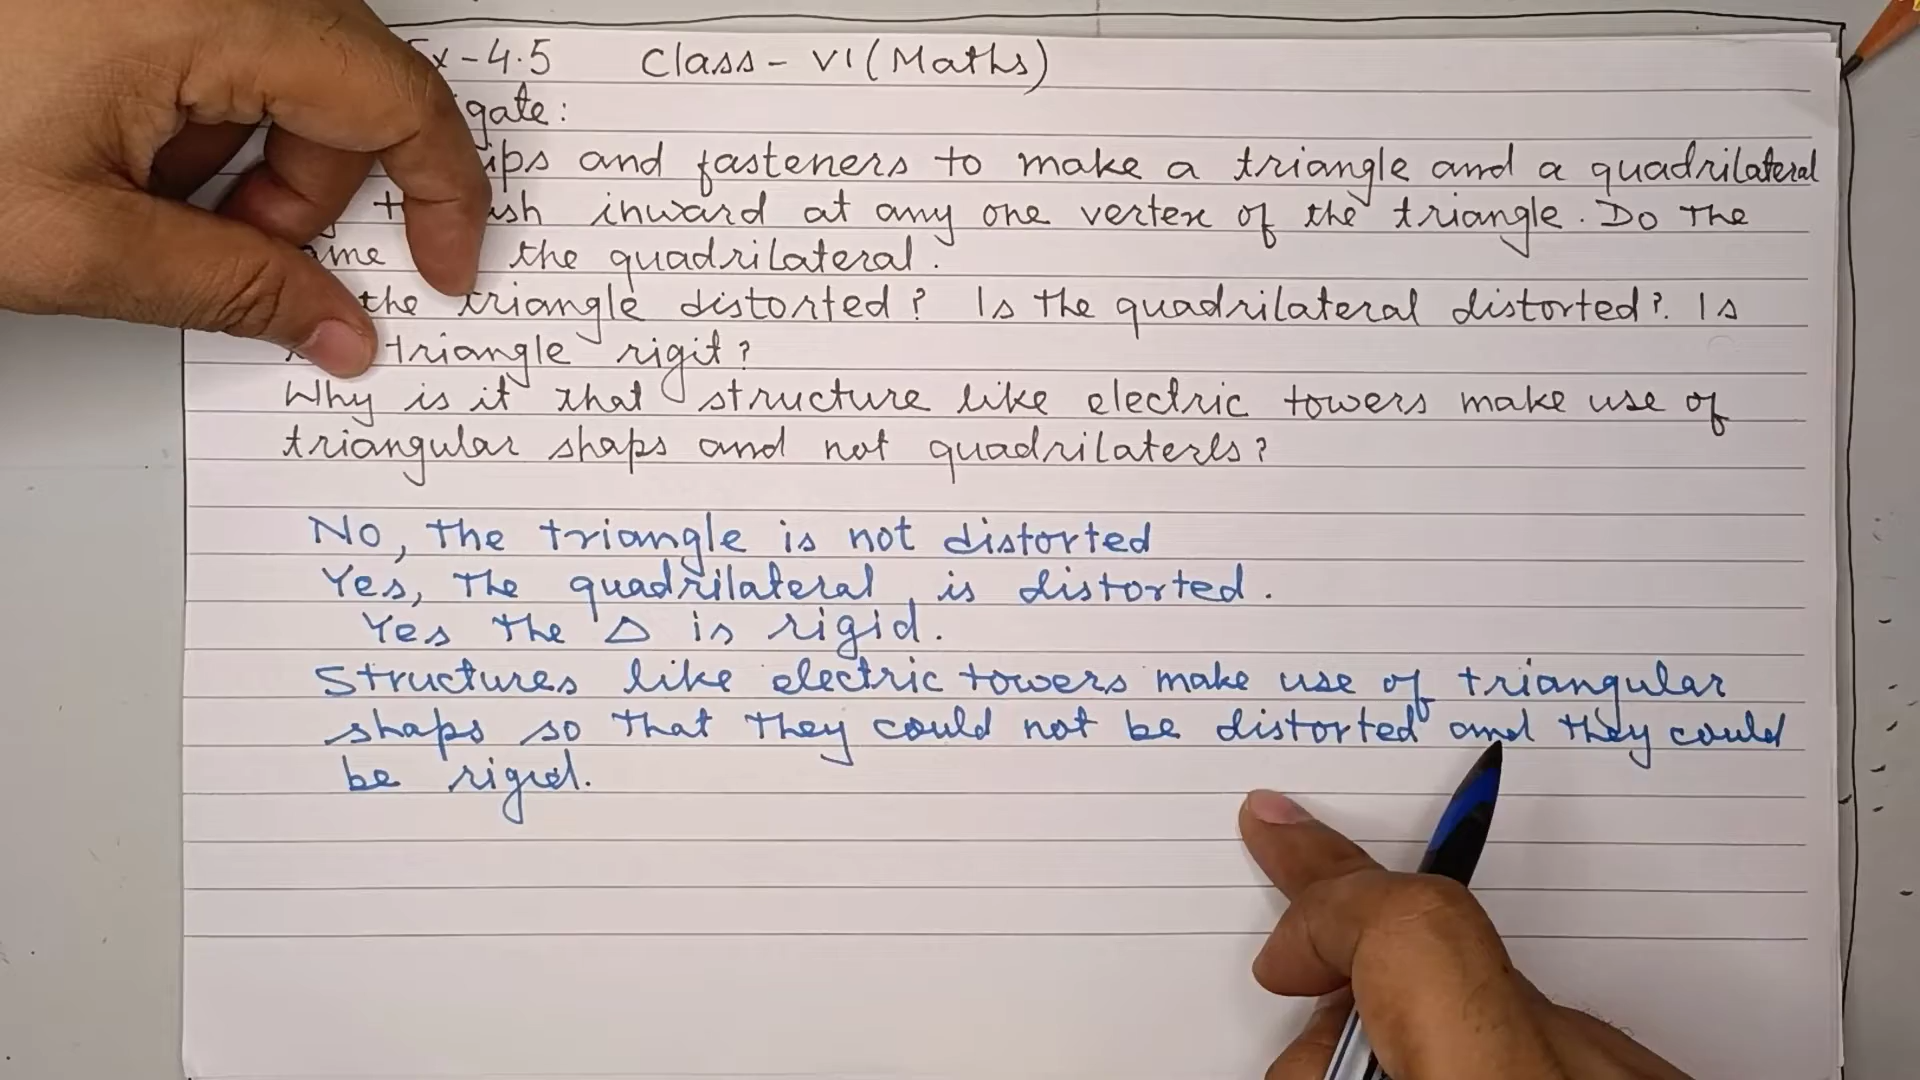 Ex-4.5 Class-VI (Maths)
gate:
ips and fasteners to make a triangle and a quadrilateral
sh inward at any one vertex of the triangle. Do The
ame the quadrilateral.
the triangle distorted? Is the quadrilateral distorted? Is
triangle rigit?
Why is it that structure like electric towers make use of
triangular shaps and not quadrilaterls?
No, The triangle is not distorted
Yes, The quadrilateral, is distorted.
Yes the Δ is rigid.
Structures like electric towers make use of triangular
shaps so that they could not be distorted and they could
be rigid.